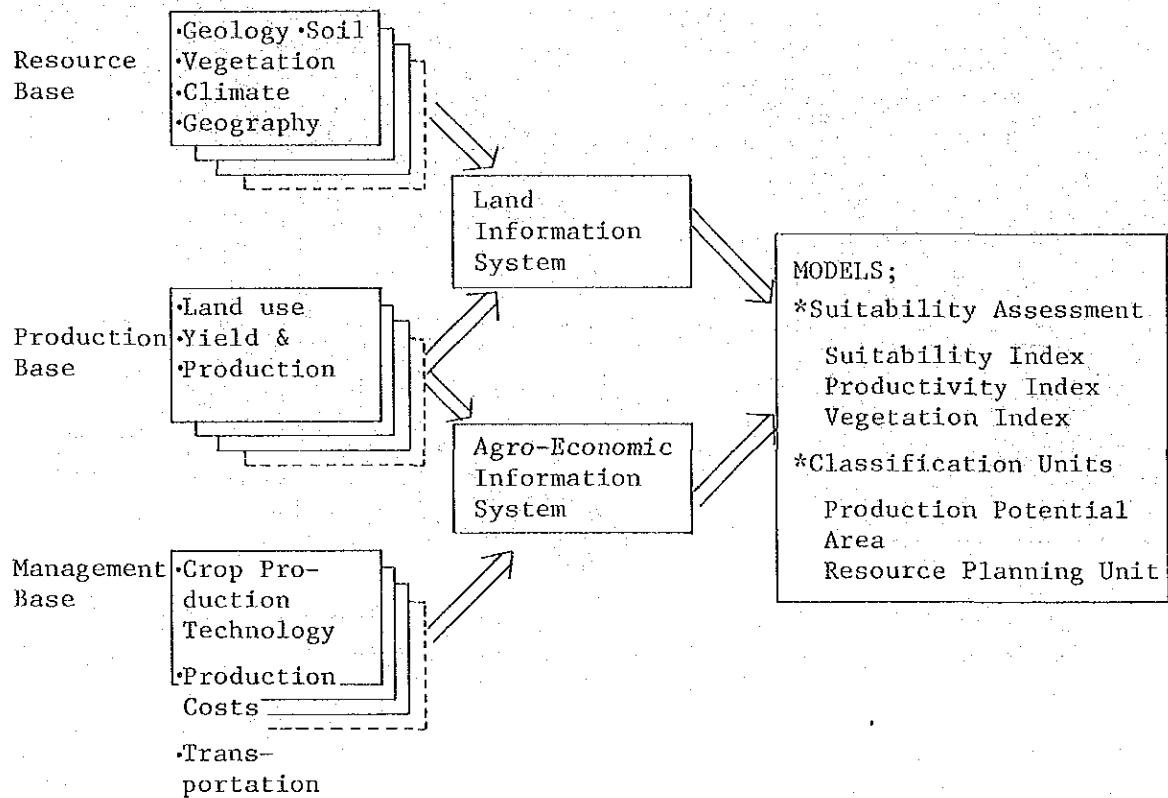 Resource
Base
•Geology •Soil
•Vegetation
•Climate
•Geography
Land
Information
System
Production
Base
•Land use
•Yield &
•Production
Agro-Economic
Information
System
Management
Base
•Crop Pro-
duction
Technology
•Production
Costs
•Trans-
portation
MODELS;
*Suitability Assessment
Suitability Index
Productivity Index
Vegetation Index
*Classification Units
Production Potential
Area
Resource Planning Unit